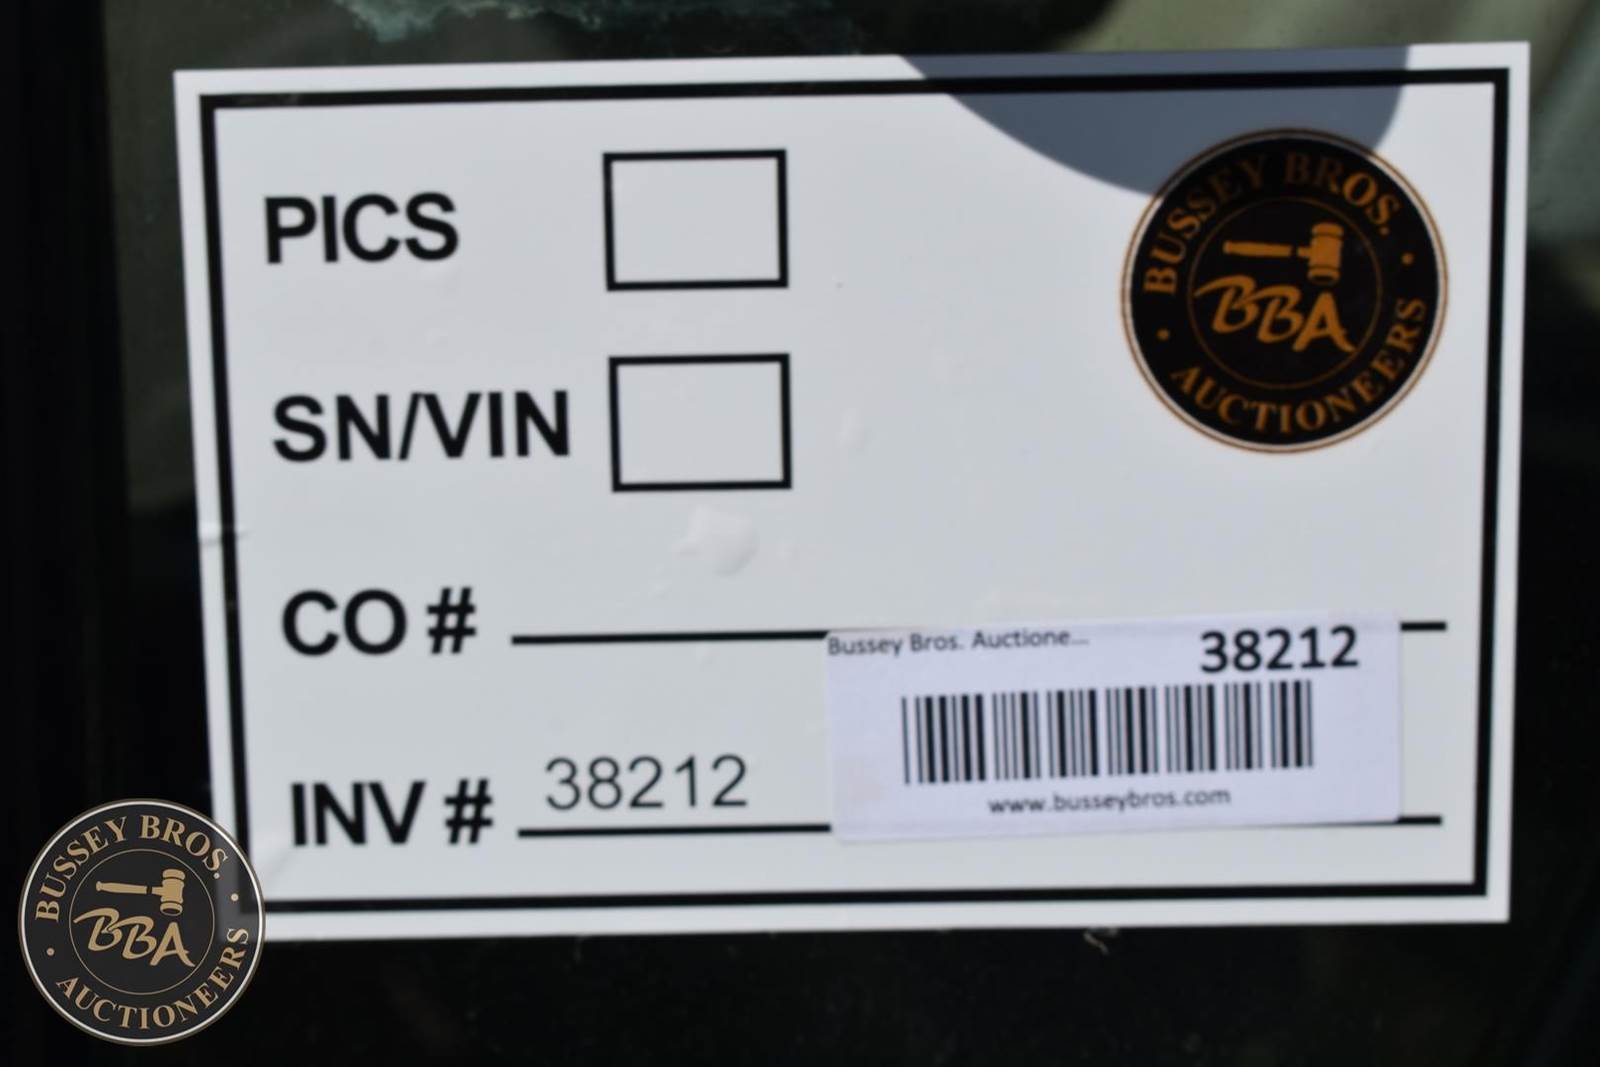 PICS
BUSSEY BROS.
BBA
AUCTIONEERS
SN/VIN
CO #
Bussey Bros. Auctione...
38212
INV # 38212
www.busseybros.com
BUSSEY BROS.
BBA
AUCTIONEERS